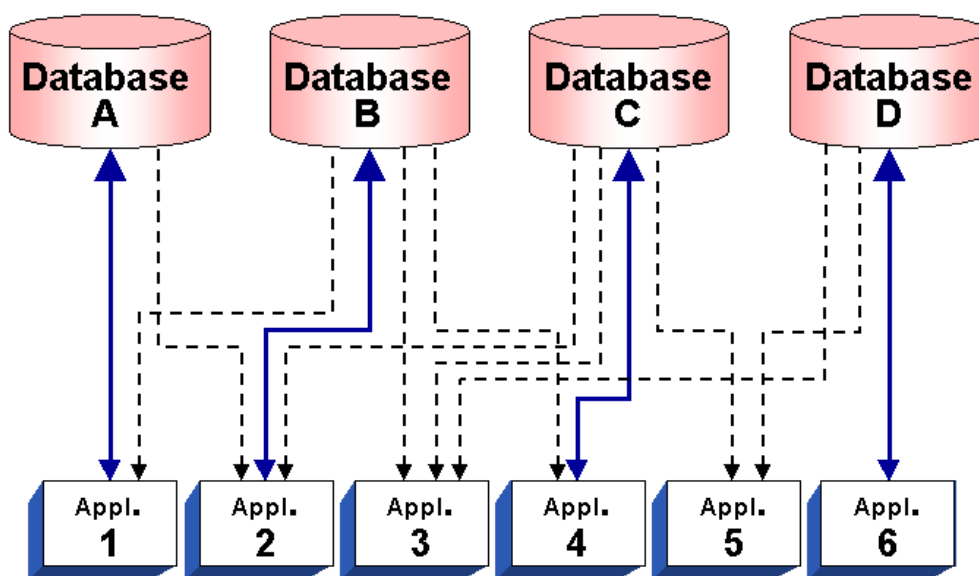 Database
A
Database
B
Database
C
Database
D
Appl.
1
Appl.
2
Appl.
3
Appl.
4
Appl.
5
Appl.
6